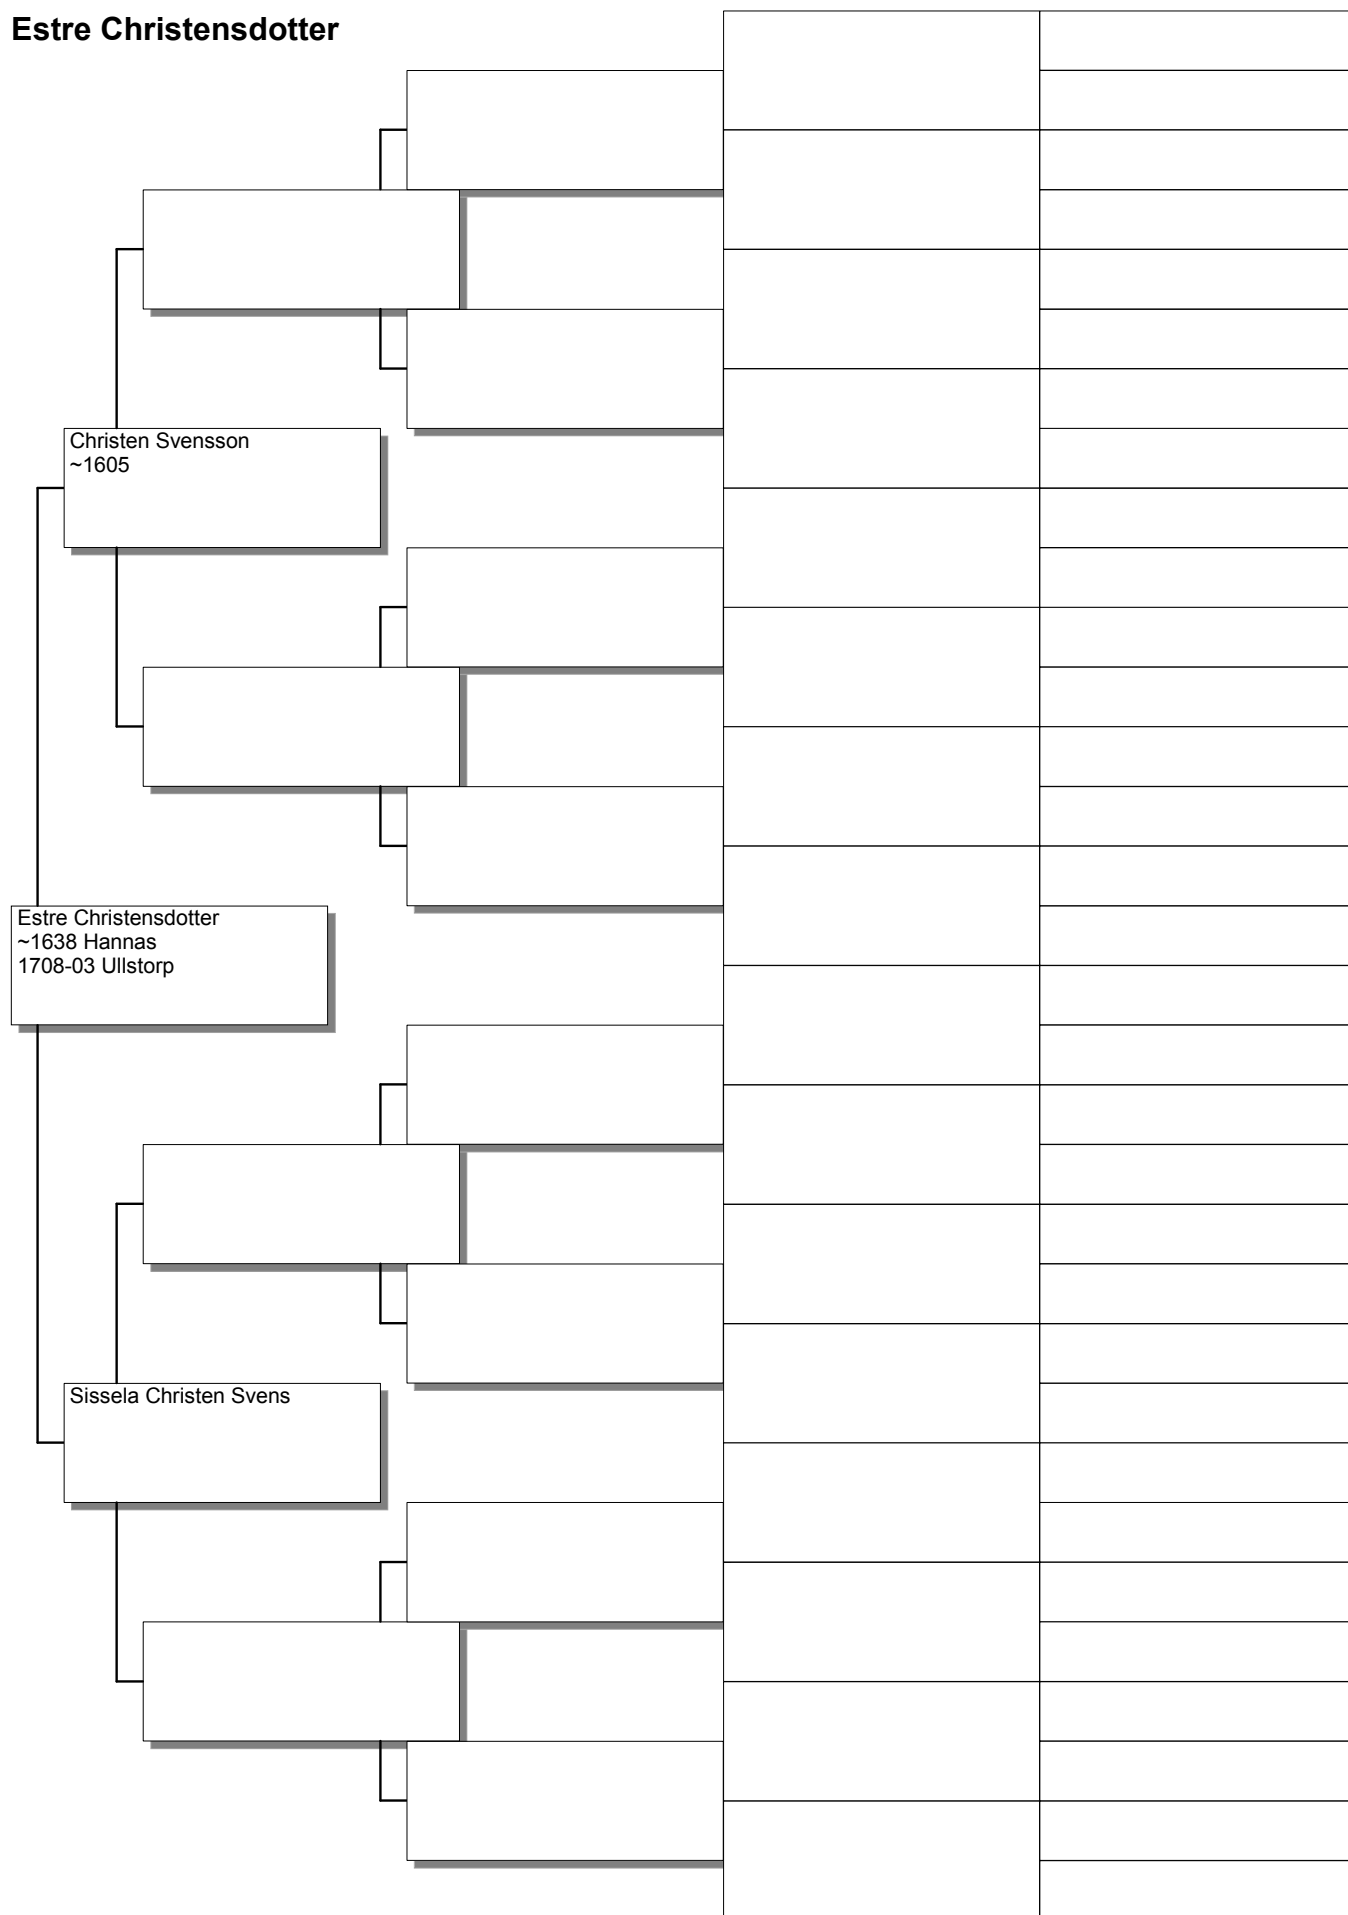 Estre Christensdotter
Christen Svensson
~1605
Estre Christensdotter
~1638 Hannas
1708-03 Ullstorp
Sissela Christen Svens